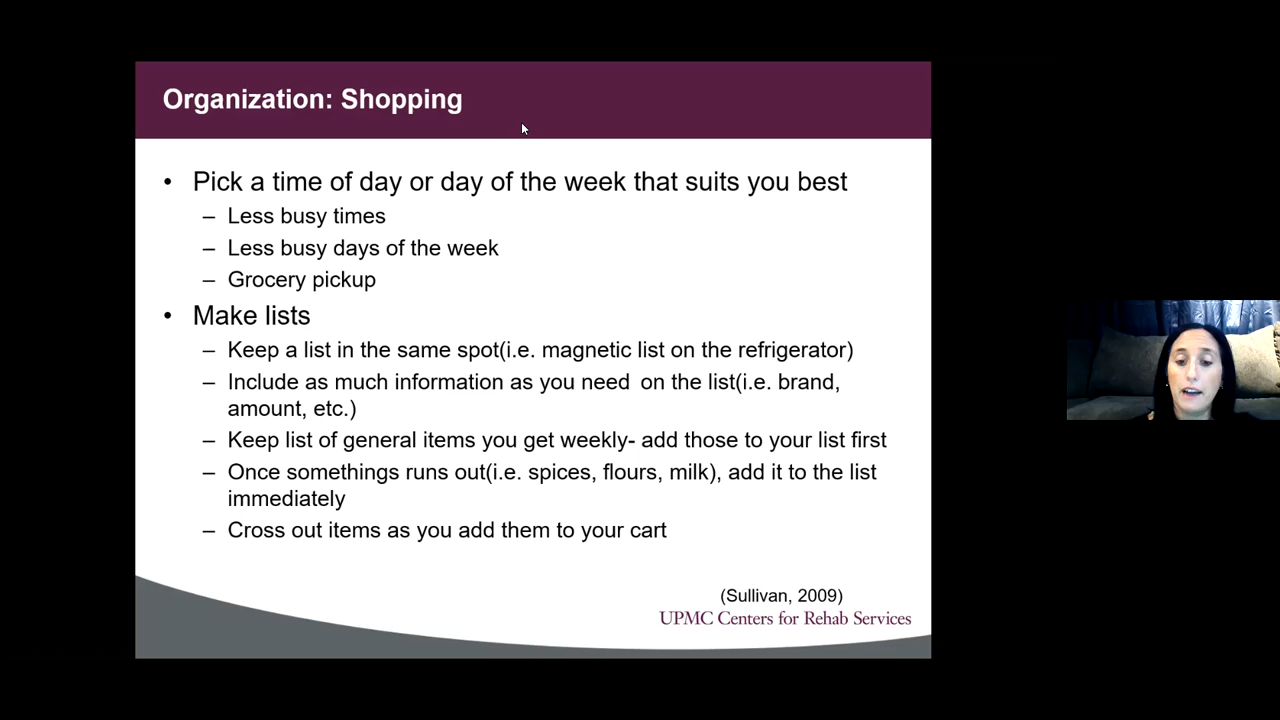 Organization: Shopping
• Pick a time of day or day of the week that suits you best
– Less busy times
– Less busy days of the week
– Grocery pickup
• Make lists
– Keep a list in the same spot(i.e. magnetic list on the refrigerator)
– Include as much information as you need on the list(i.e. brand,
amount, etc.)
– Keep list of general items you get weekly- add those to your list first
– Once somethings runs out(i.e. spices, flours, milk), add it to the list
immediately
– Cross out items as you add them to your cart
(Sullivan, 2009)
UPMC Centers for Rehab Services